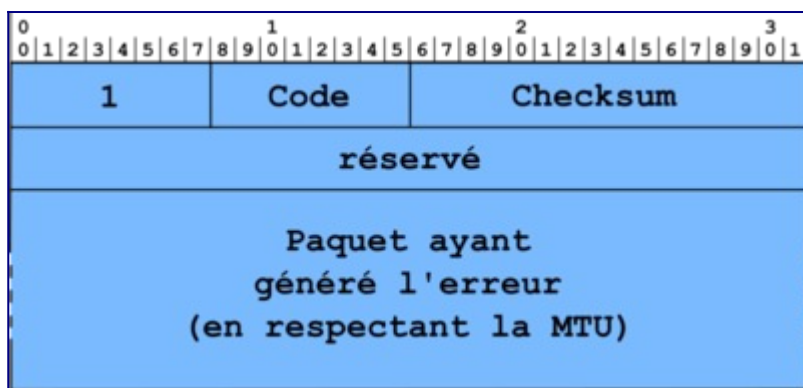 0 1 2 3
0|1|2|3|4|5|6|7|8|9|0|1|2|3|4|5|6|7|8|9|0|1|2|3|4|5|6|7|8|9|0|1
1 Code Checksum
réservé
Paquet ayant
généré l'erreur
(en respectant la MTU)